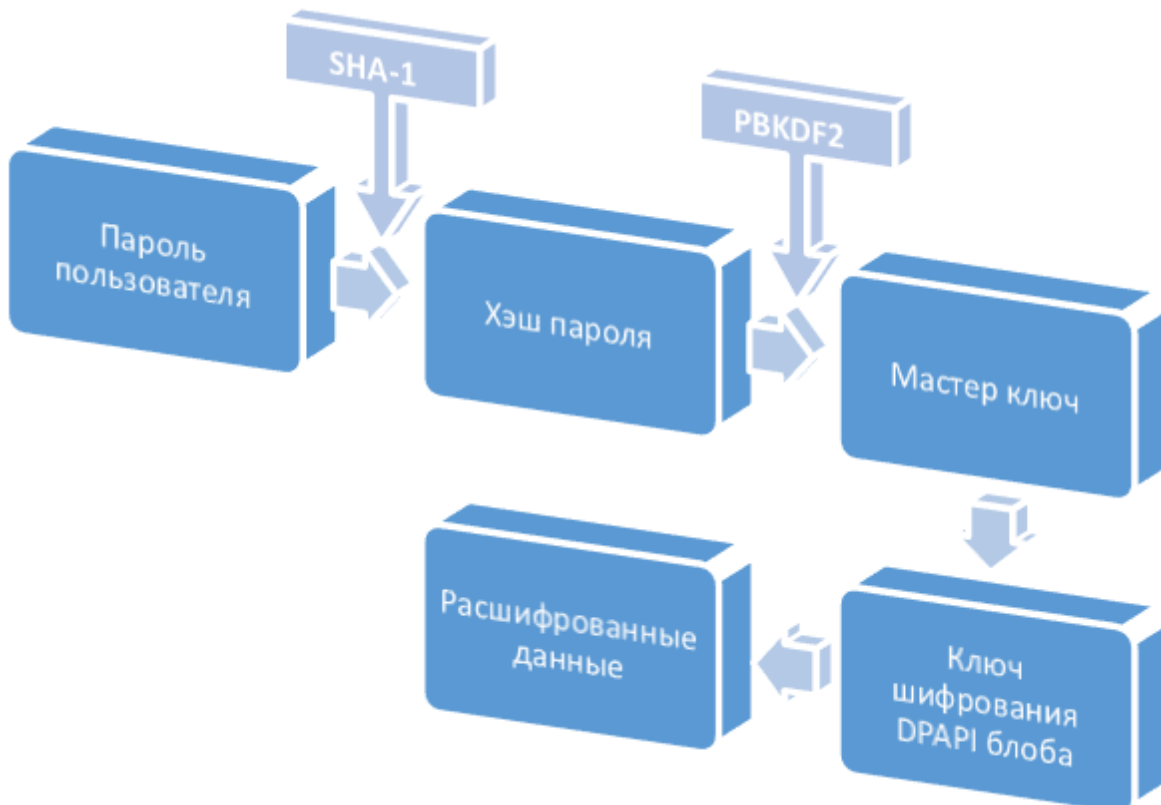 SHA-1
PBKDF2
Пароль
пользователя
Хэш пароля
Мастер ключ
Ключ
шифрования
DPAPI блоба
Расшифрованные
данные